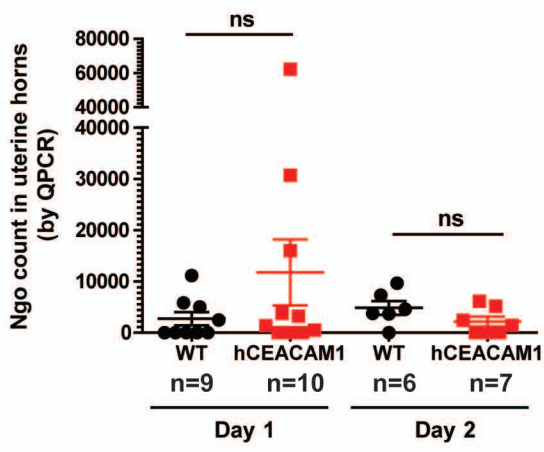 ns
80000
60000
40000
40000
30000
20000
10000
0
Ngo count in uterine horns
(by QPCR)
ns
WT hCEACAM1 WT hCEACAM1
n=9 n=10 n=6 n=7
Day 1 Day 2